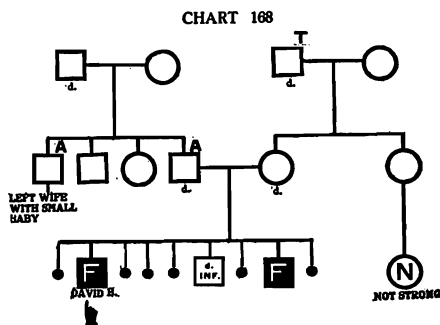 CHART 168
T
d.
d.
A
A
d.
d.
LEFT WIFE
WITH SMALL
BABY
F
d.
INF.
F
N
DAVID E.
NOT STRONG